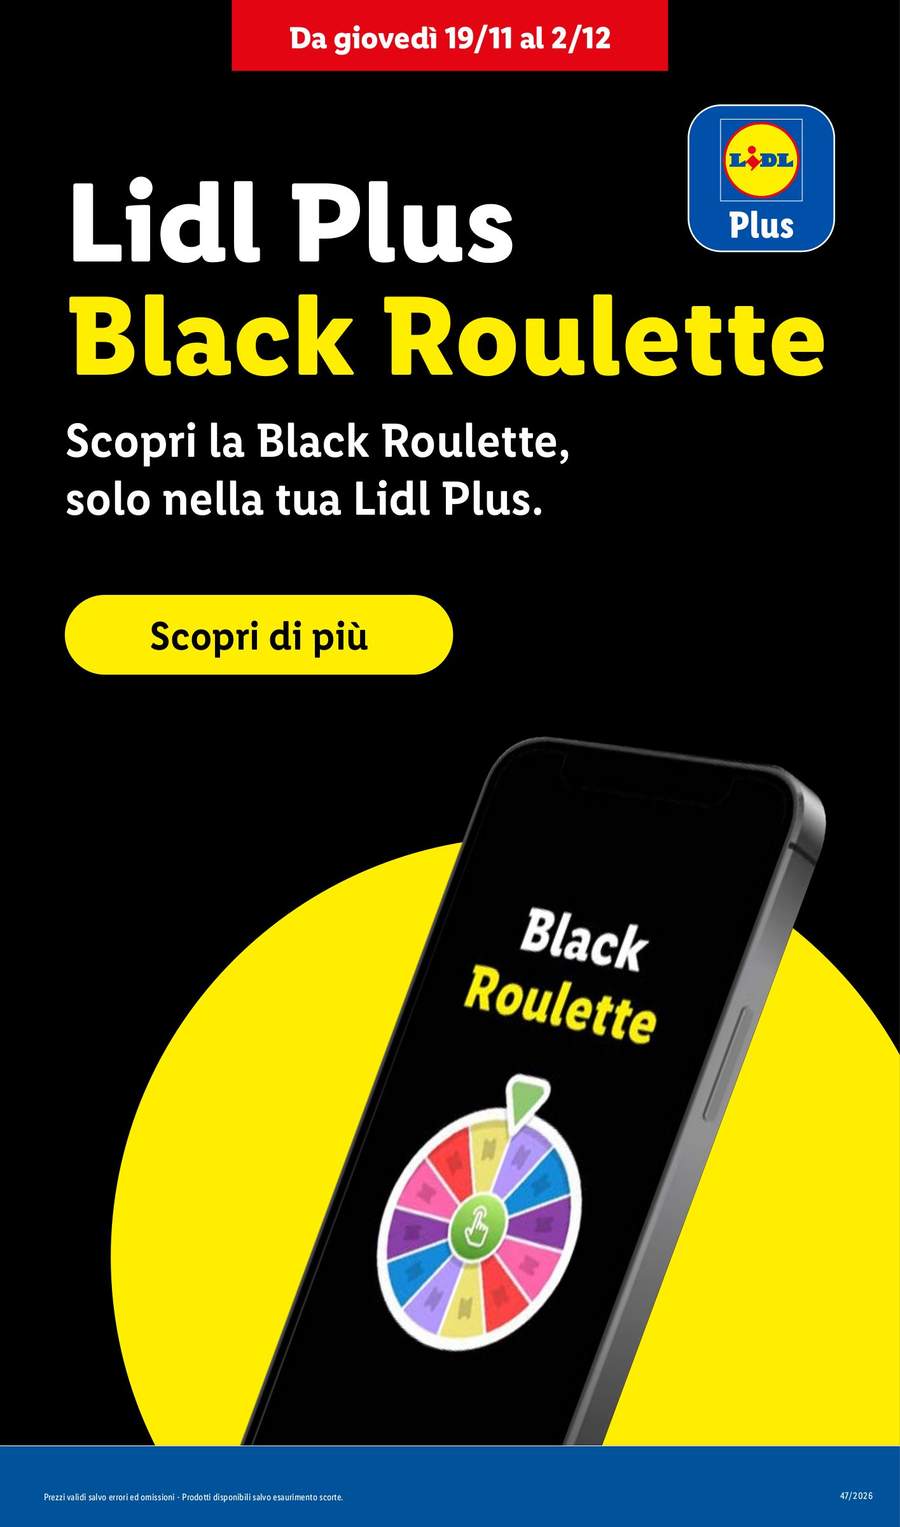 Da giovedì 19/11 al 2/12
LIDL
Plus
Lidl Plus
Black Roulette
Scopri la Black Roulette,
solo nella tua Lidl Plus.
Scopri di più
Black
Roulette
Prezzi validi salvo errori ed omissioni - Prodotti disponibili salvo esaurimento scorte.
47/2026